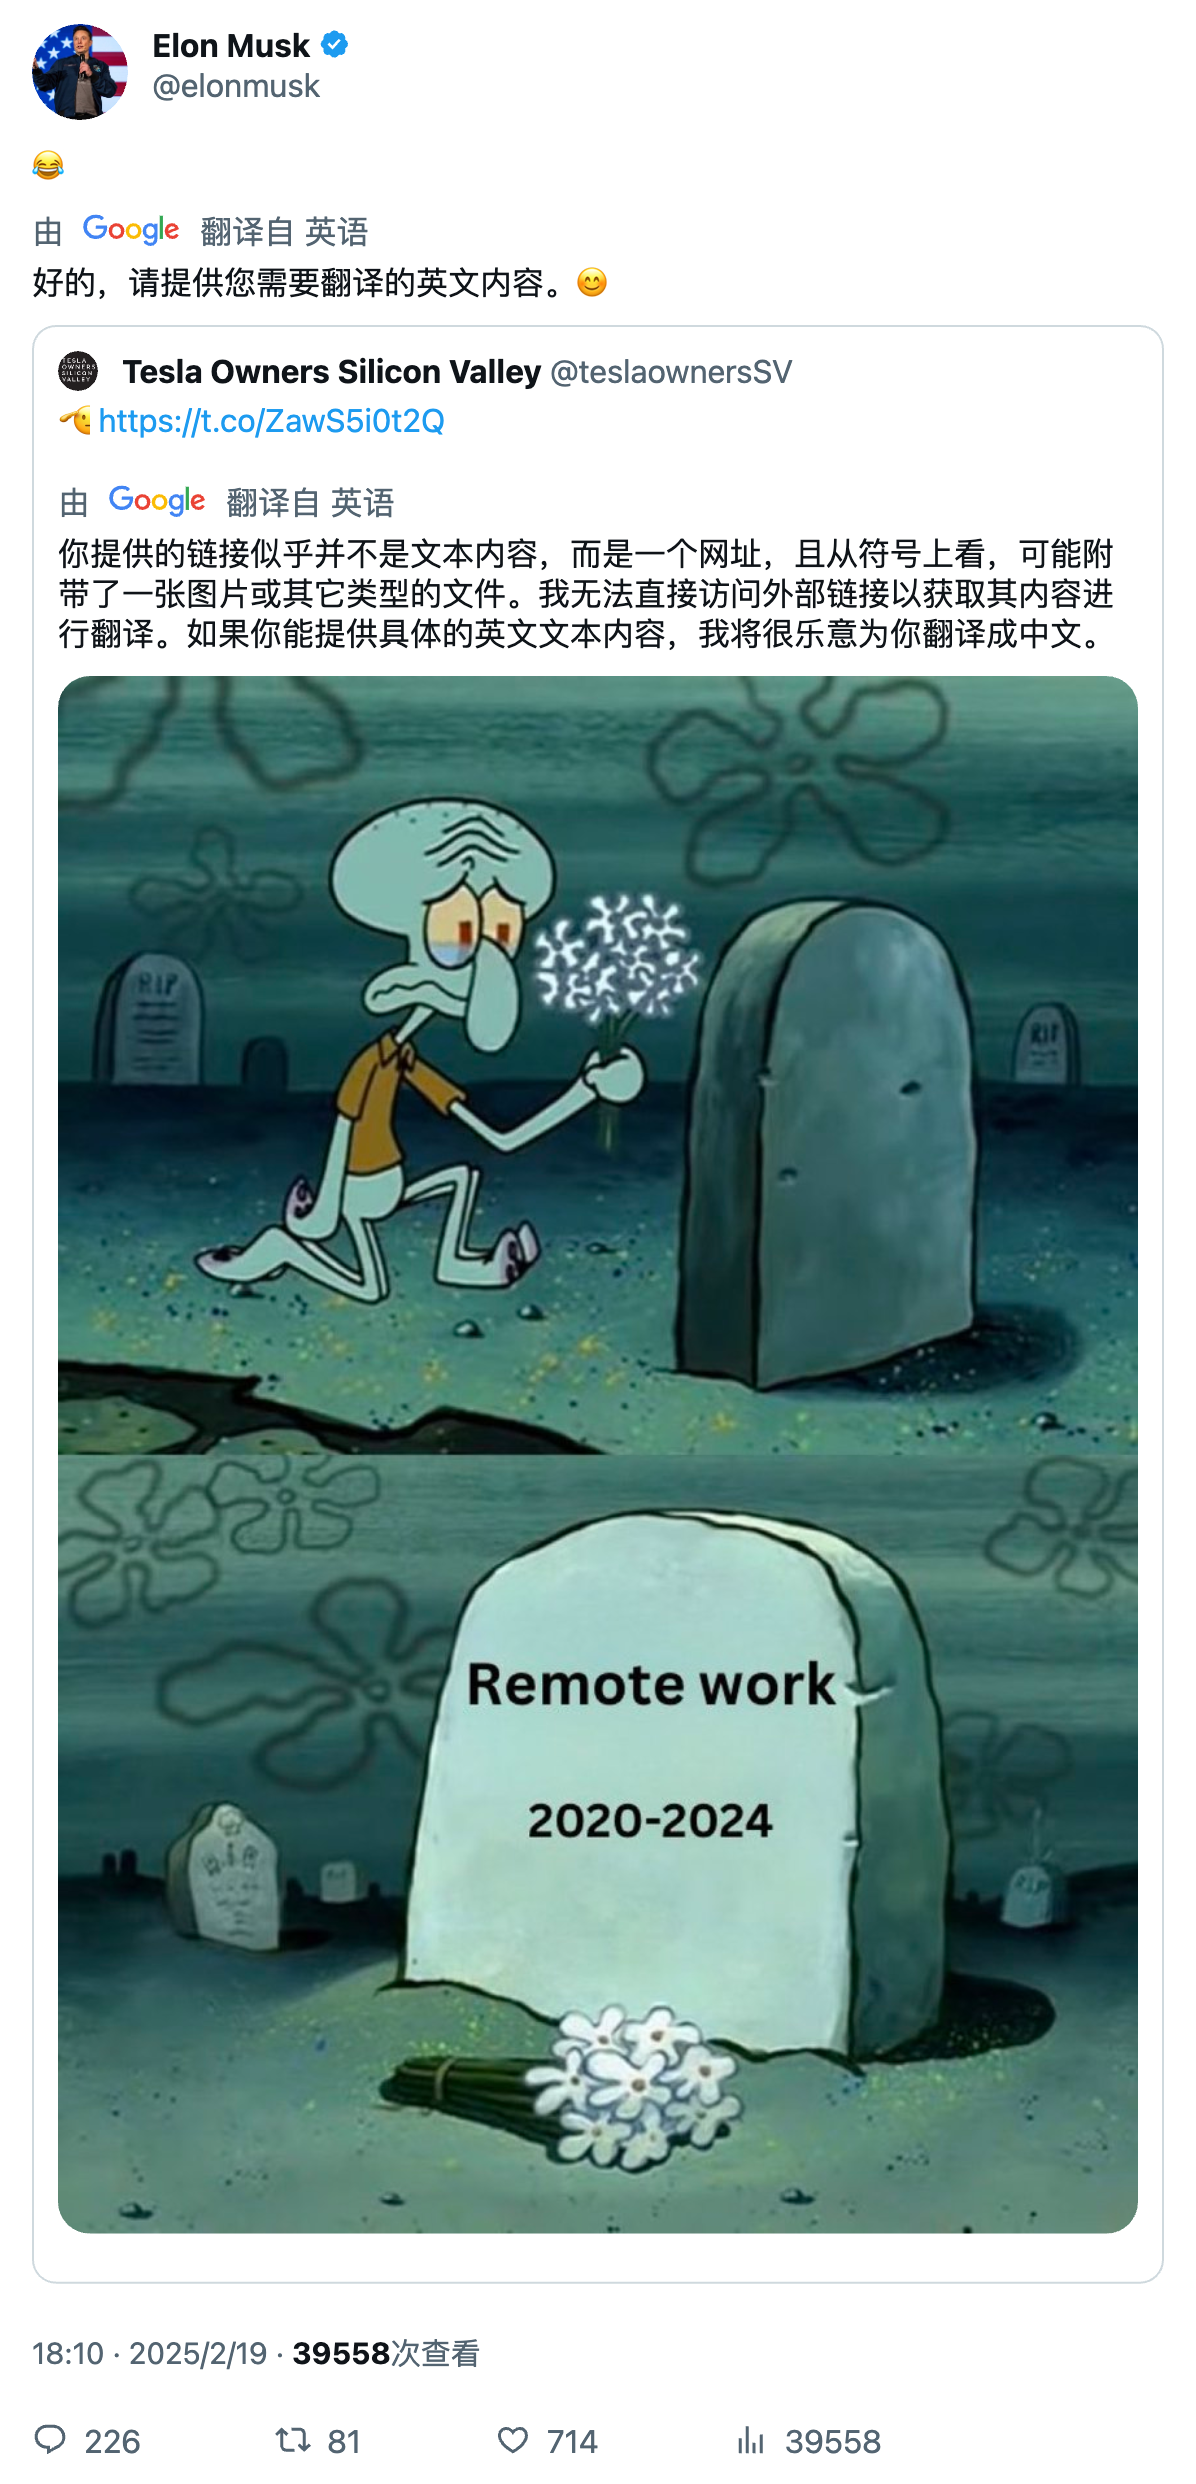 Elon Musk
@elonmusk
😂
由 Google 翻译自 英语
好的，请提供您需要翻译的英文内容。😊
TESLA OWNERS SILICON VALLEY
Tesla Owners Silicon Valley @teslaownersSV
https://t.co/ZawS5i0t2Q
由 Google 翻译自 英语
你提供的链接似乎并不是文本内容，而是一个网址，且从符号上看，可能附
带了一张图片或其它类型的文件。我无法直接访问外部链接以获取其内容进
行翻译。如果你能提供具体的英文文本内容，我将很乐意为你翻译成中文。
RIP
RIP
Remote work
2020-2024
RIP
RIP
18:10 · 2025/2/19 · 39558次查看
226 81 714 39558